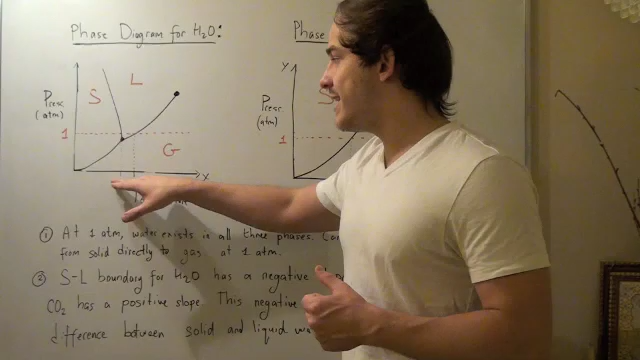 Phase Diagram for H2O:
Phase
S
L
G
Press
(atm)
1
x
y
Press
(atm)
1
S
① At 1 atm, water exists in all three phases.
from solid directly to gas at 1 atm.
② S-L boundary for H2O has a negative
CO2 has a positive slope. This negative
difference between solid and liquid